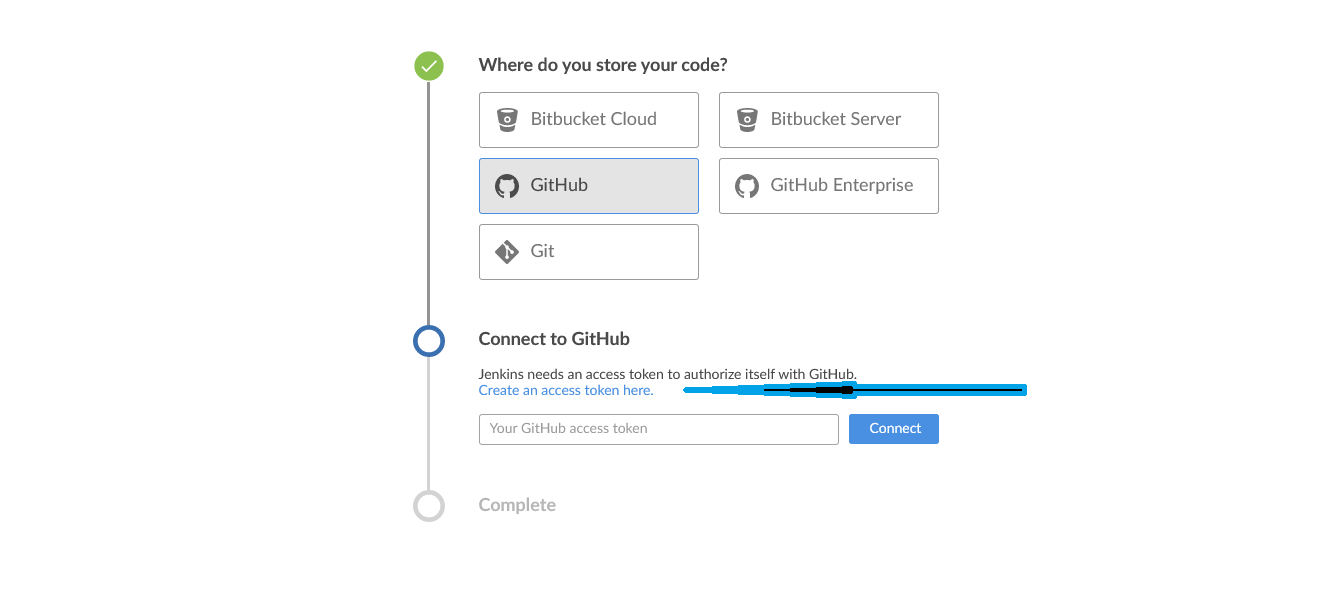 Where do you store your code?
Bitbucket Cloud
Bitbucket Server
GitHub
GitHub Enterprise
Git
Connect to GitHub
Jenkins needs an access token to authorize itself with GitHub.
Create an access token here.
Your GitHub access token
Connect
Complete